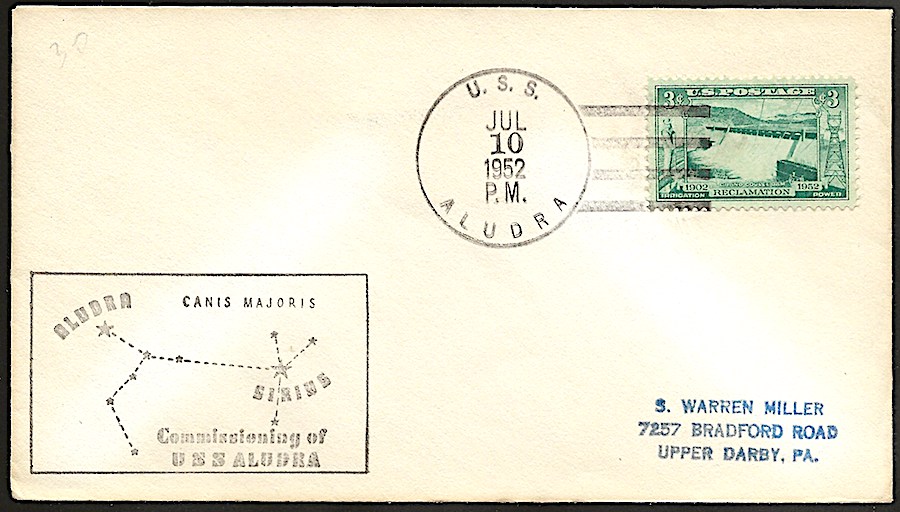 30
U. S. S.
JUL
10
1952
P.M.
ALUDRA
3¢ U.S. POSTAGE ¢3
1902 RECLAMATION 1952
IRRIGATION POWER
CANIS MAJORIS
ALUDRA
SIRIUS
Commissioning of
USS ALUDRA
S. WARREN MILLER
7257 BRADFORD ROAD
UPPER DARBY, PA.